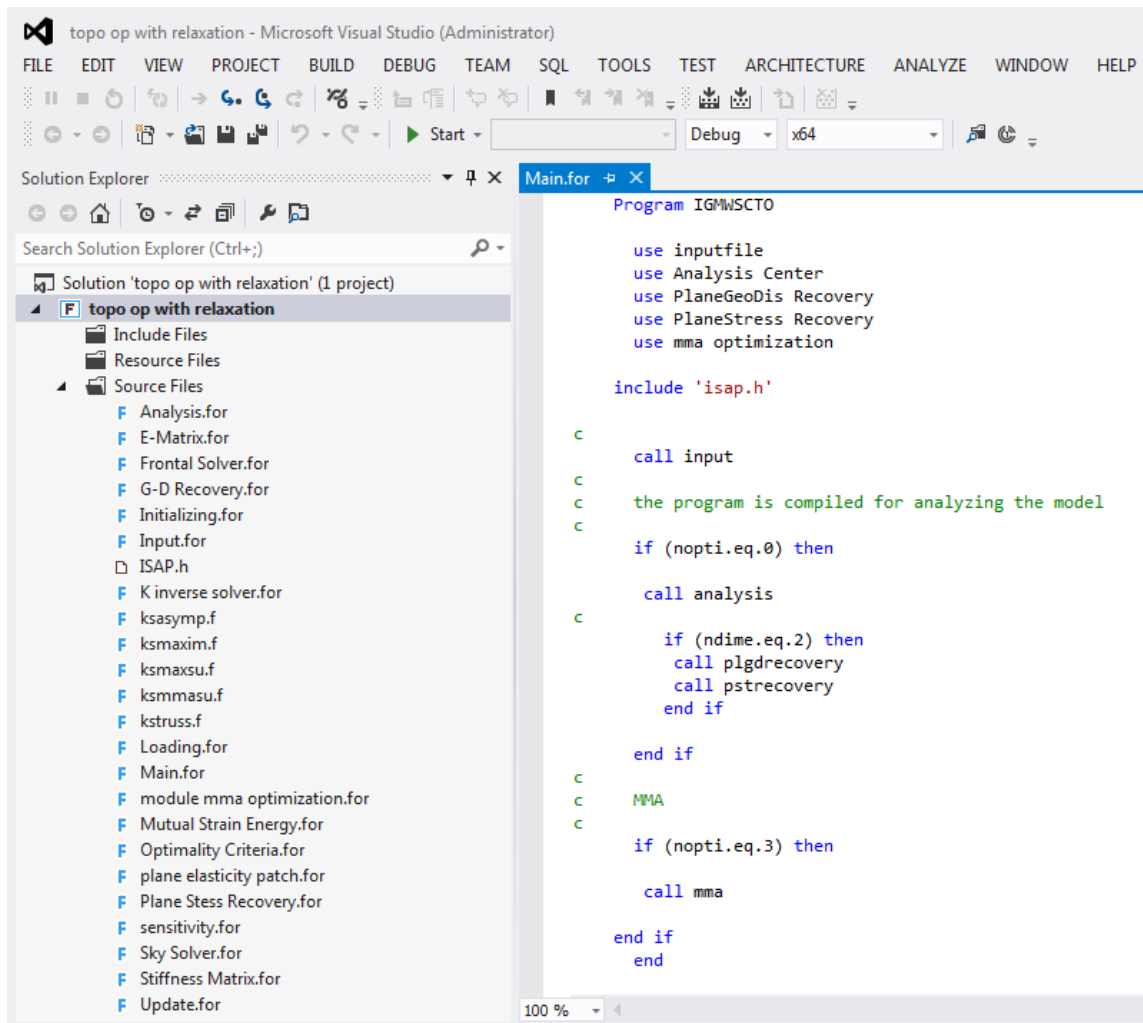 topo op with relaxation - Microsoft Visual Studio (Administrator)
FILE EDIT VIEW PROJECT BUILD DEBUG TEAM SQL TOOLS TEST ARCHITECTURE ANALYZE WINDOW HELP
Start Debug x64
Solution Explorer
Search Solution Explorer (Ctrl+;)
Solution 'topo op with relaxation' (1 project)
topo op with relaxation
Include Files
Resource Files
Source Files
Analysis.for
E-Matrix.for
Frontal Solver.for
G-D Recovery.for
Initializing.for
Input.for
ISAP.h
K inverse solver.for
ksasymp.f
ksmaxim.f
ksmaxsu.f
ksmmasu.f
kstruss.f
Loading.for
Main.for
module mma optimization.for
Mutual Strain Energy.for
Optimality Criteria.for
plane elasticity patch.for
Plane Stess Recovery.for
sensitivity.for
Sky Solver.for
Stiffness Matrix.for
Update.for
Main.for
Program IGMWSCTO
use inputfile
use Analysis Center
use PlaneGeoDis Recovery
use PlaneStress Recovery
use mma optimization
include 'isap.h'
c
call input
c
c the program is compiled for analyzing the model
c
if (nopti.eq.0) then
call analysis
c
if (ndime.eq.2) then
call plgdrecovery
call pstrecovery
end if
end if
c
c MMA
c
if (nopti.eq.3) then
call mma
end if
end
100 %